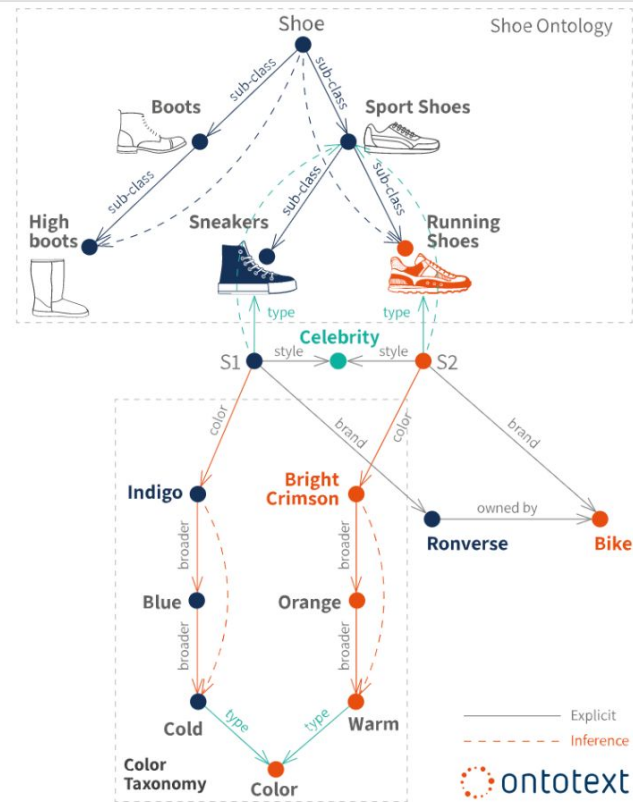 Shoe
Shoe Ontology
sub-class
sub-class
Boots
Sport Shoes
sub-class
sub-class
sub-class
High
boots
Sneakers
Running
Shoes
type
type
Celebrity
S1
style
style
S2
color
brand
color
brand
Indigo
Bright
Crimson
owned by
Ronverse
Bike
broader
broader
Blue
Orange
broader
broader
Cold
Warm
type
type
Explicit
Inference
Color
Taxonomy
Color
ontotext